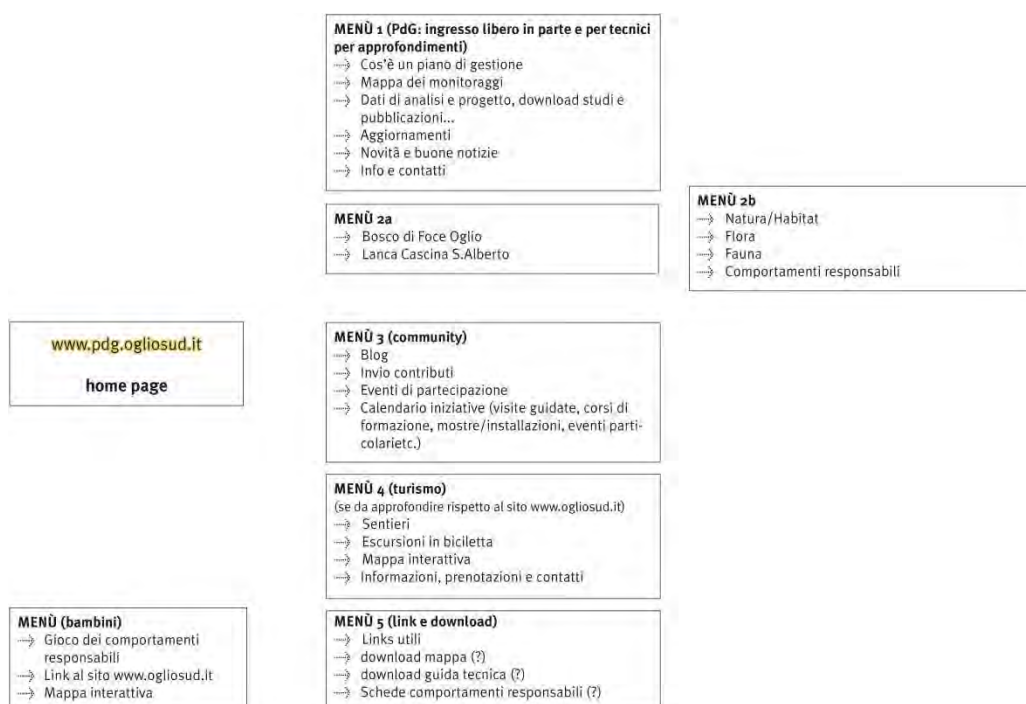 MENÙ 1 (PdG: ingresso libero in parte e per tecnici
per approfondimenti)
Cos'è un piano di gestione
Mappa dei monitoraggi
Dati di analisi e progetto, download studi e
pubblicazioni...
Aggiornamenti
Novità e buone notizie
Info e contatti
MENÙ 2a
Bosco di Foce Oglio
Lanca Cascina S.Alberto
MENÙ 2b
Natura/Habitat
Flora
Fauna
Comportamenti responsabili
www.pdg.ogliosud.it
home page
MENÙ 3 (community)
Blog
Invio contributi
Eventi di partecipazione
Calendario iniziative (visite guidate, corsi di
formazione, mostre/installazioni, eventi parti-
colarietc.)
MENÙ 4 (turismo)
(se da approfondire rispetto al sito www.ogliosud.it)
Sentieri
Escursioni in biciletta
Mappa interattiva
Informazioni, prenotazioni e contatti
MENÙ (bambini)
Gioco dei comportamenti
responsabili
Link al sito www.ogliosud.it
Mappa interattiva
MENÙ 5 (link e download)
Links utili
download mappa (?)
download guida tecnica (?)
Schede comportamenti responsabili (?)